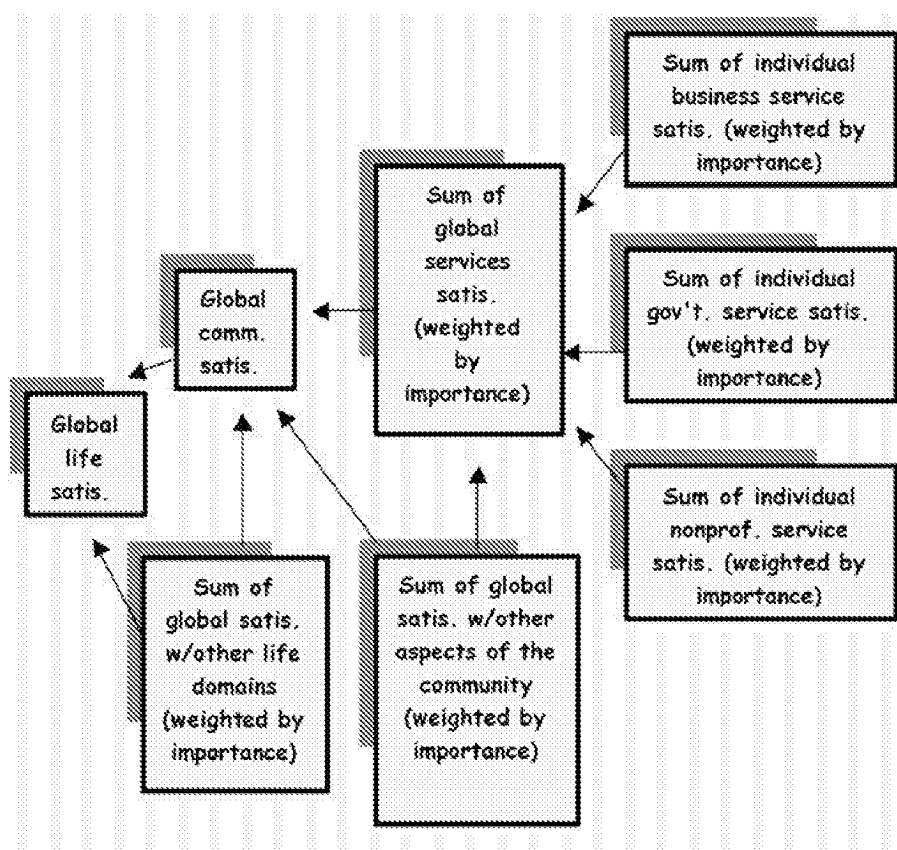 Sum of individual
business service
satis. (weighted by
importance)
Sum of
global
services
satis.
(weighted
by
importance)
Sum of individual
gov't. service satis.
(weighted by
importance)
Global
comm.
satis.
Global
life
satis.
Sum of individual
nonprof. service
satis. (weighted by
importance)
Sum of
global satis.
w/other life
domains
(weighted by
importance)
Sum of global
satis. w/other
aspects of the
community
(weighted by
importance)